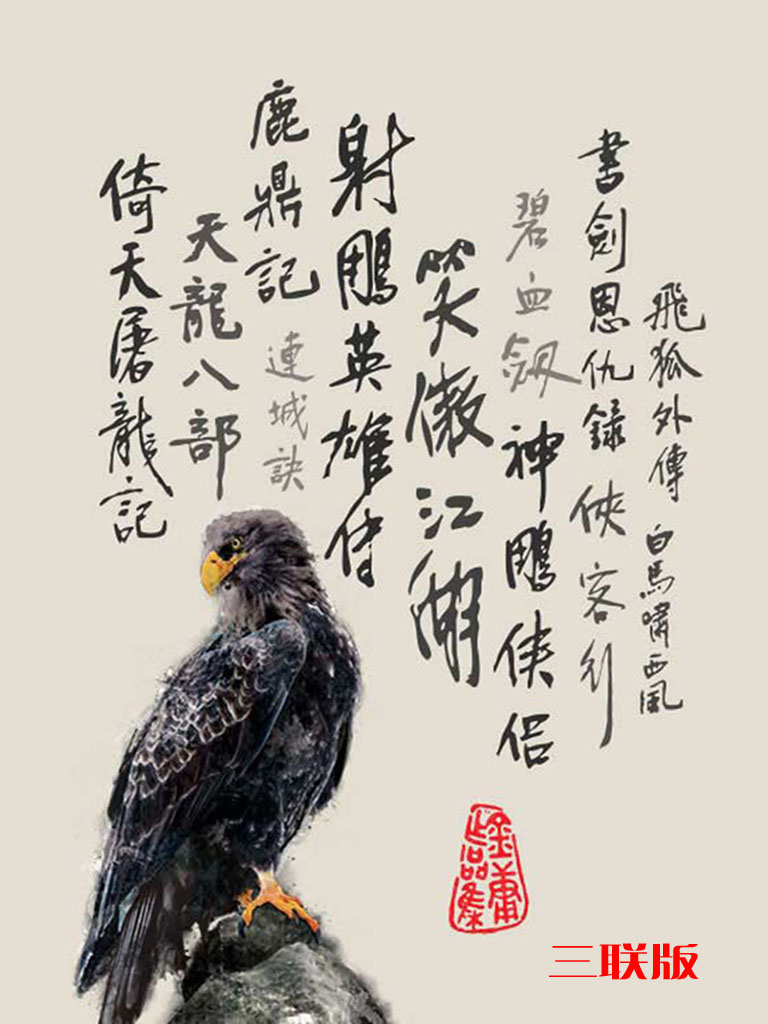 飛狐外傳
白馬嘯西風
書劍恩仇錄
俠客行
碧血劍
神鵰俠侶
笑傲江湖
射鵰英雄傳
鹿鼎記
連城訣
天龍八部
倚天屠龍記
金庸作品集
三联版